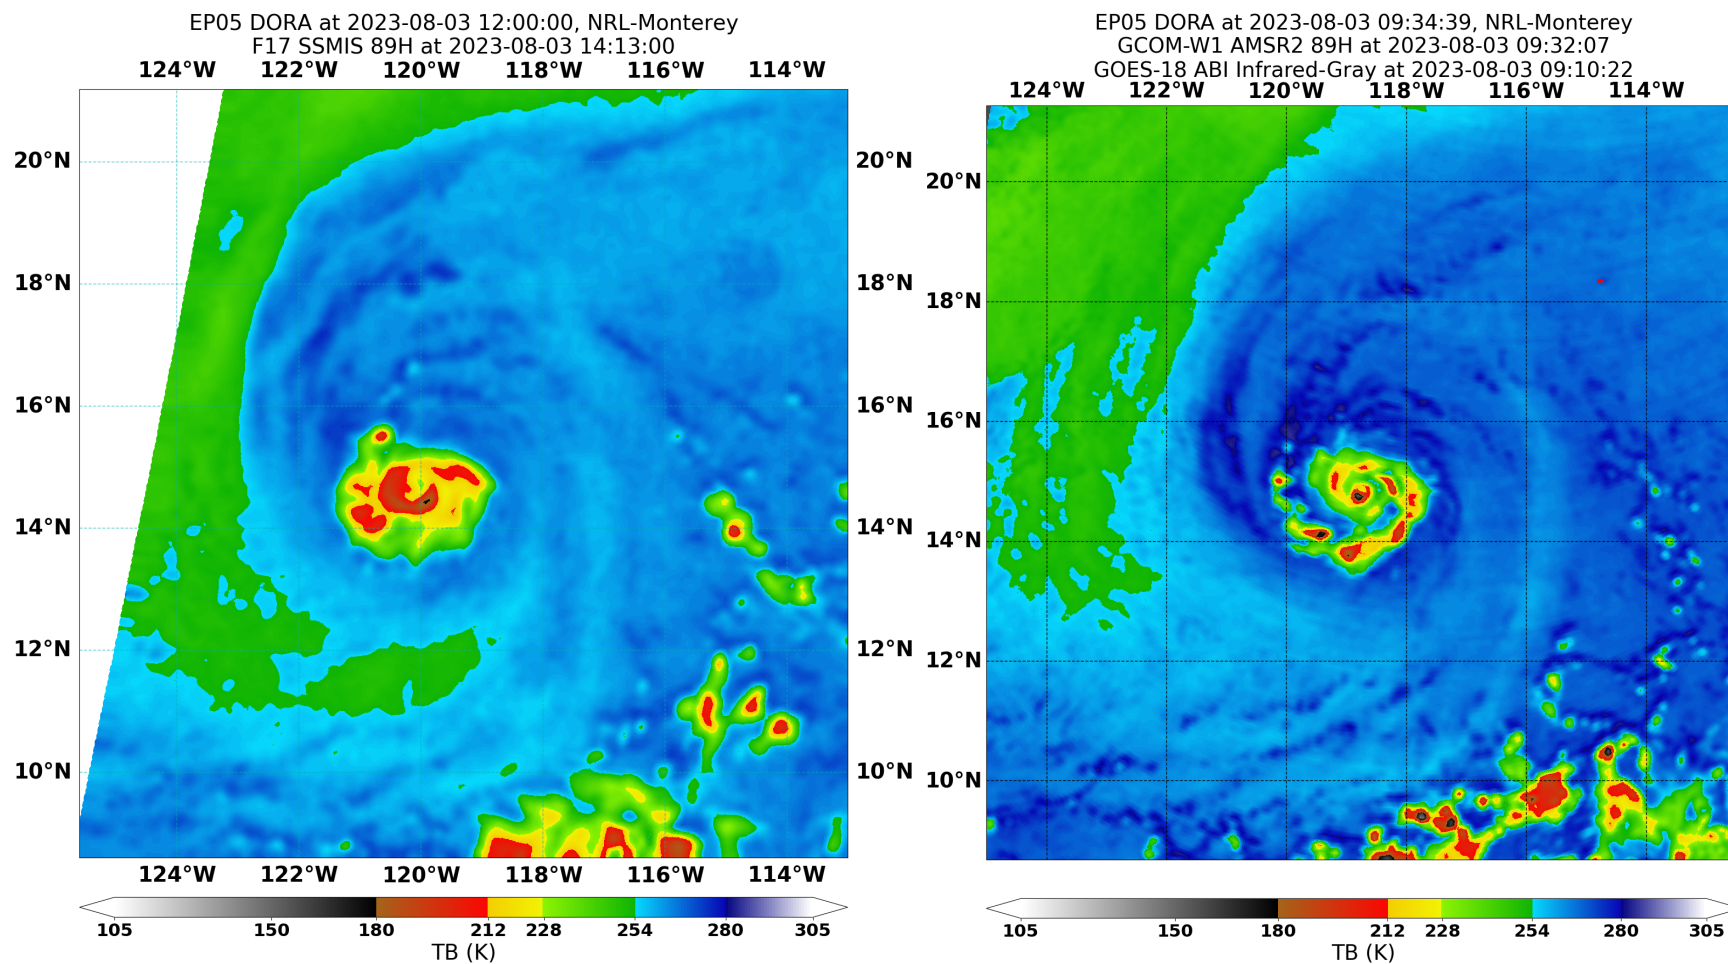 EP05 DORA at 2023-08-03 12:00:00, NRL-Monterey
F17 SSMIS 89H at 2023-08-03 14:13:00
124°W 122°W 120°W 118°W 116°W 114°W
20°N 20°N
18°N 18°N
16°N 16°N
14°N 14°N
12°N 12°N
10°N 10°N
124°W 122°W 120°W 118°W 116°W 114°W
105 150 180 212 228 254 280 305
TB (K)
EP05 DORA at 2023-08-03 09:34:39, NRL-Monterey
GCOM-W1 AMSR2 89H at 2023-08-03 09:32:07
GOES-18 ABI Infrared-Gray at 2023-08-03 09:10:22
124°W 122°W 120°W 118°W 116°W 114°W
20°N
18°N
16°N
14°N
12°N
10°N
105 150 180 212 228 254 280 305
TB (K)